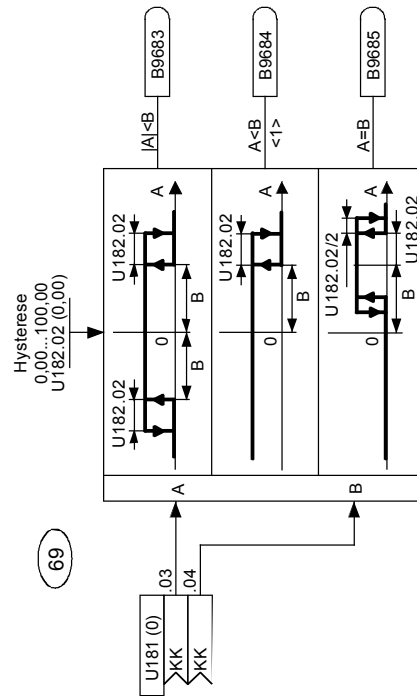 69
Hysterese
0,00...100,00
U182.02 (0,00)
U181 (0)
KK
.03
KK
.04
A
B
U182.02
U182.02
A
0
B
B
|A|<B
B9683
U182.02
A
0
B
A<B
<1>
B9684
U182.02/2
A
0
B
U182.02
A=B
B9685